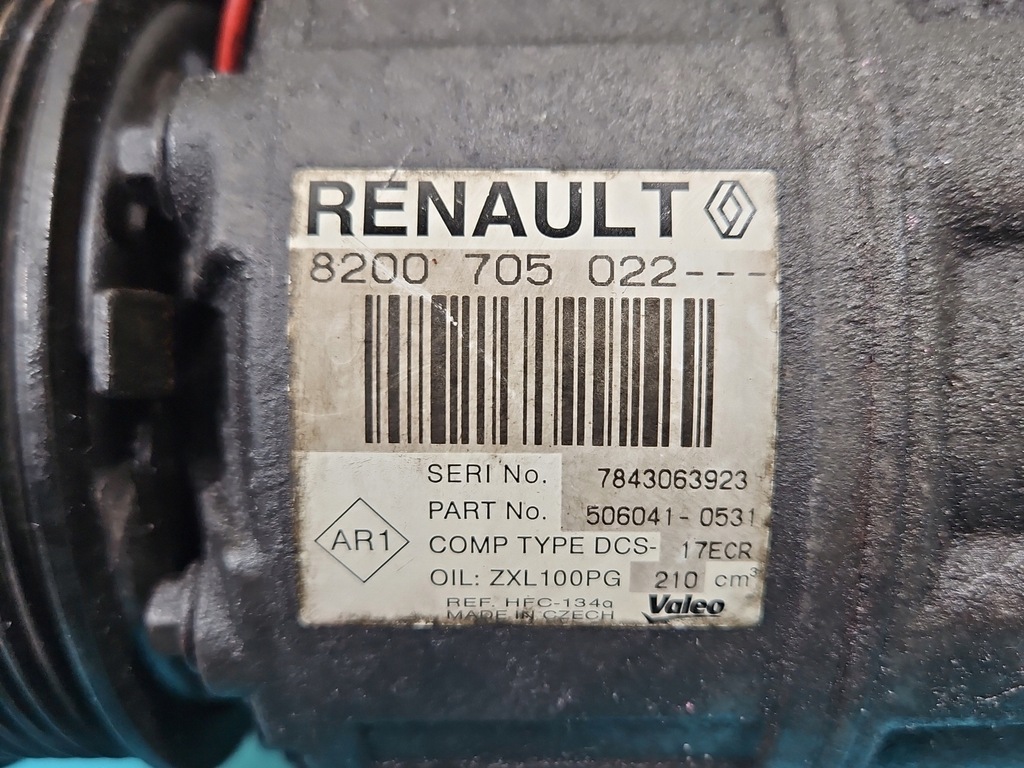 RENAULT
8200 705 022---
SERI No. 7843063923
PART No. 506041-0531
AR1
COMP TYPE DCS- 17ECR
OIL: ZXL100PG 210 cm³
REF. HFC-134a
MADE IN CZECH
Valeo